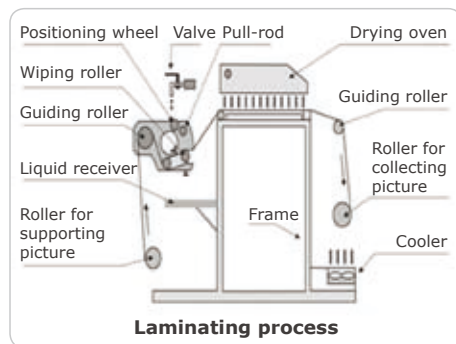 Positioning wheel
Valve
Pull-rod
Drying oven
Wiping roller
Guiding roller
Guiding roller
Roller for
collecting
picture
Liquid receiver
Roller for
supporting
picture
Frame
Cooler
Laminating process